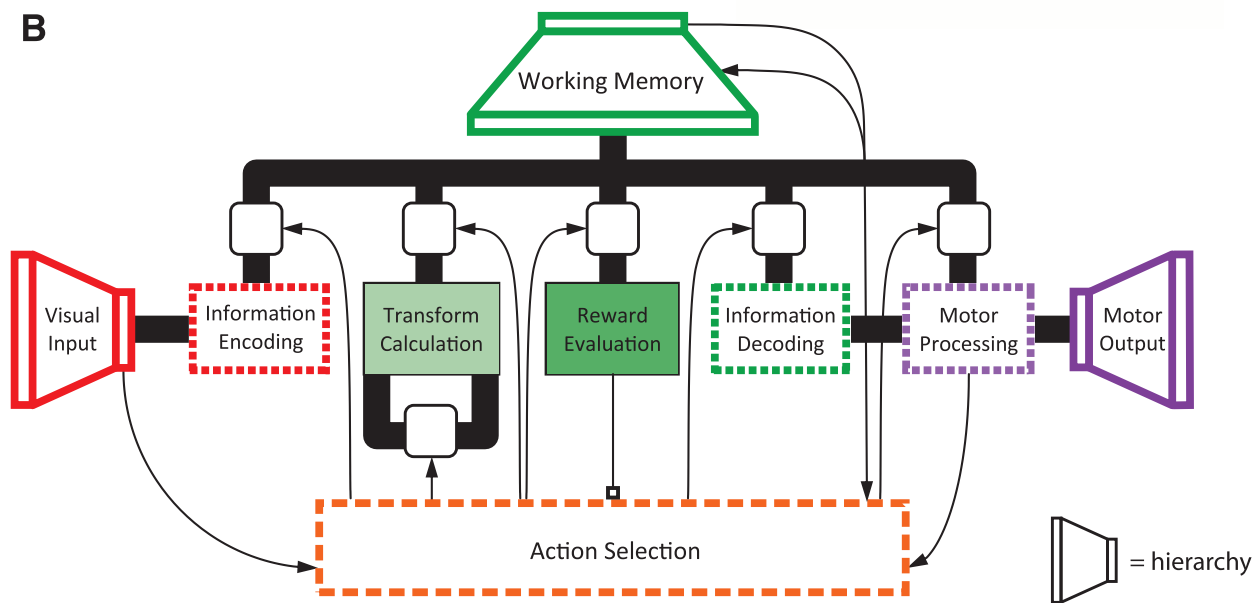 B
Working Memory
Visual
Input
Information
Encoding
Transform
Calculation
Reward
Evaluation
Information
Decoding
Motor
Processing
Motor
Output
Action Selection
= hierarchy